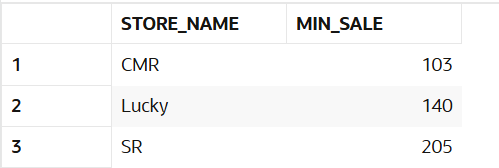 STORE_NAME MIN_SALE
1 CMR 103
2 Lucky 140
3 SR 205